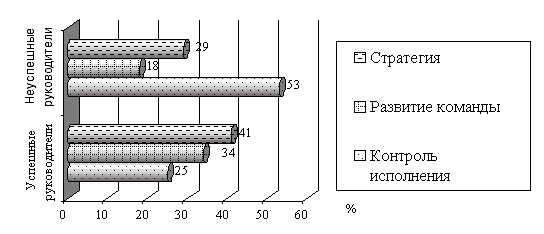 Неуспешные
руководители
29
18
53
Успешные
руководители
41
34
25
0
10
20
30
40
50
60
%
Стратегия
Развитие команды
Контроль
исполнения